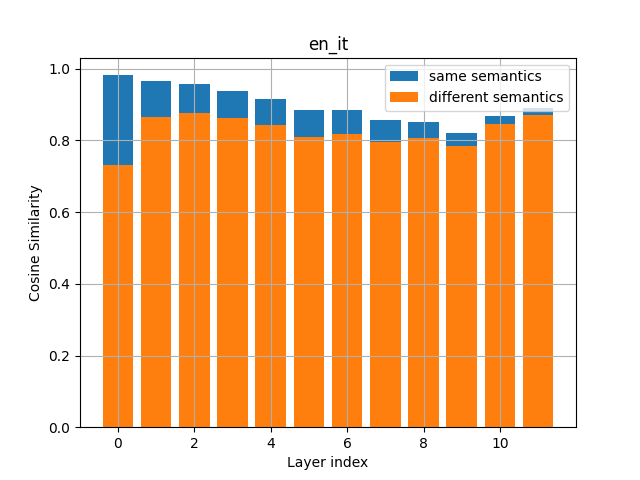 en_it
same semantics
different semantics
Cosine Similarity
1.0
0.8
0.6
0.4
0.2
0.0
0 2 4 6 8 10
Layer index